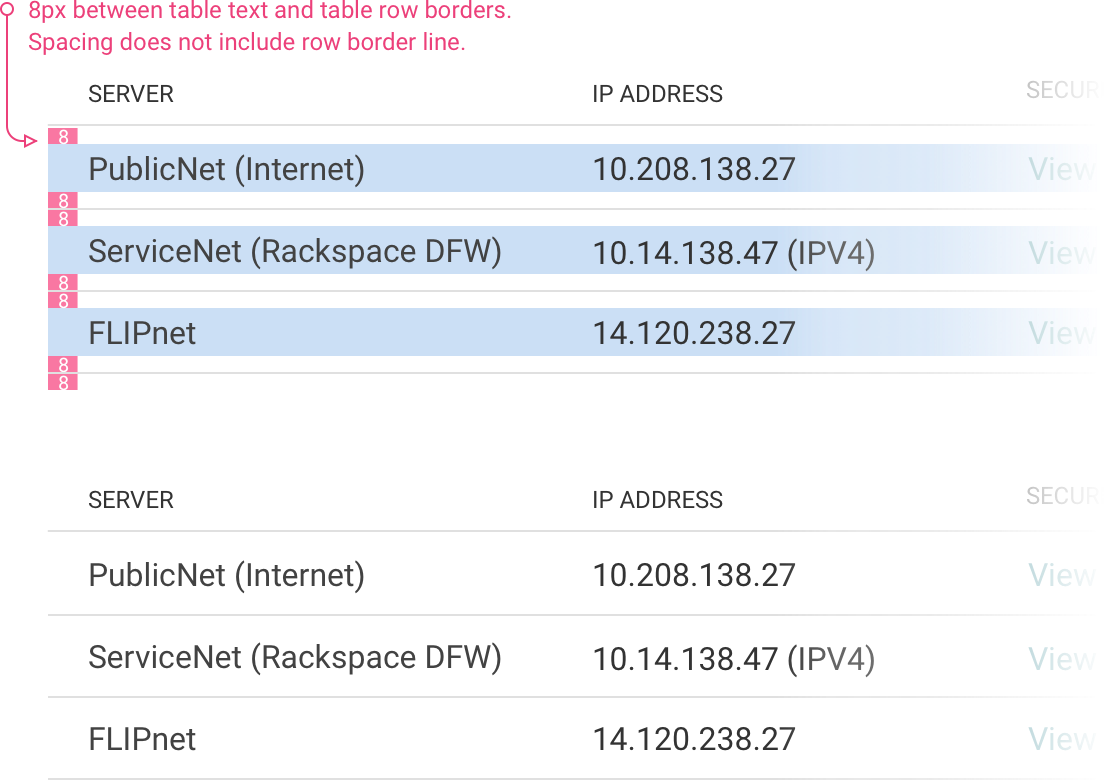 8px between table text and table row borders.
Spacing does not include row border line.
SERVER IP ADDRESS SECUR
8
PublicNet (Internet) 10.208.138.27 View
8
8
ServiceNet (Rackspace DFW) 10.14.138.47 (IPV4) View
8
8
FLIPnet 14.120.238.27 View
8
8
SERVER IP ADDRESS SECUR
PublicNet (Internet) 10.208.138.27 View
ServiceNet (Rackspace DFW) 10.14.138.47 (IPV4) View
FLIPnet 14.120.238.27 View